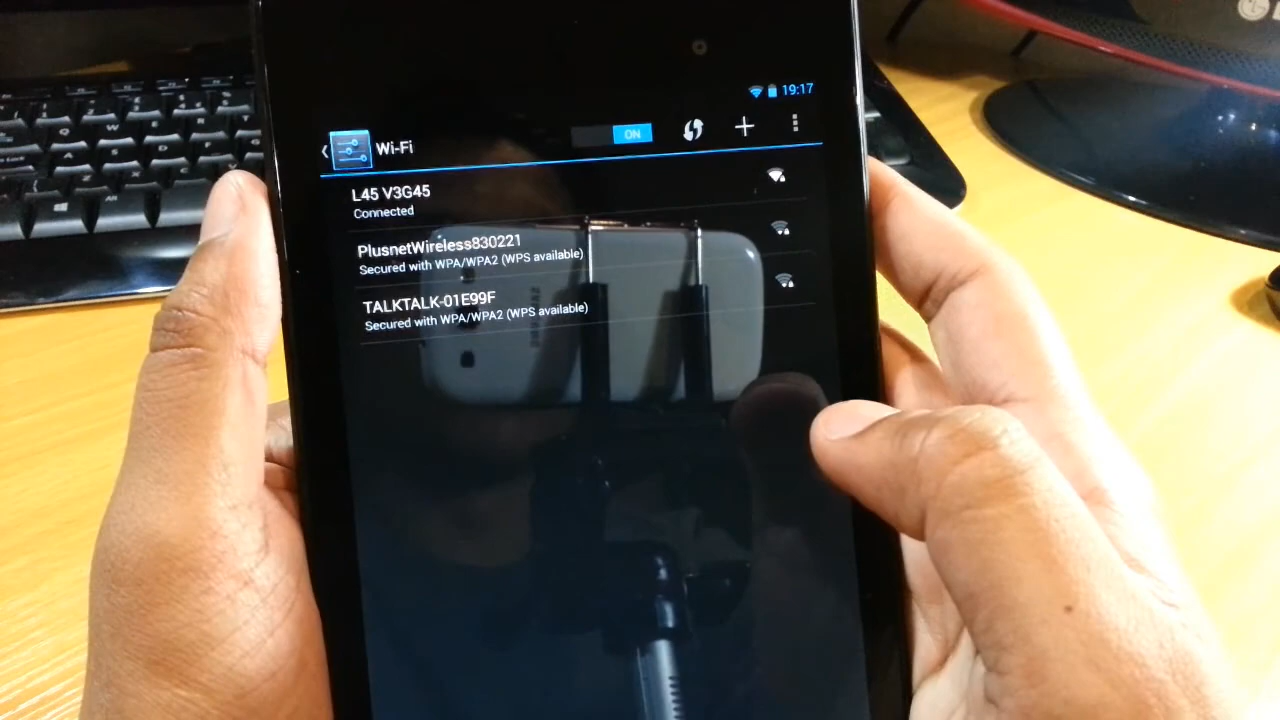 19:17
Wi-Fi
ON
L45 V3G45
Connected
PlusnetWireless830221
Secured with WPA/WPA2 (WPS available)
TALKTALK-01E99F
Secured with WPA/WPA2 (WPS available)
SAMSUNG